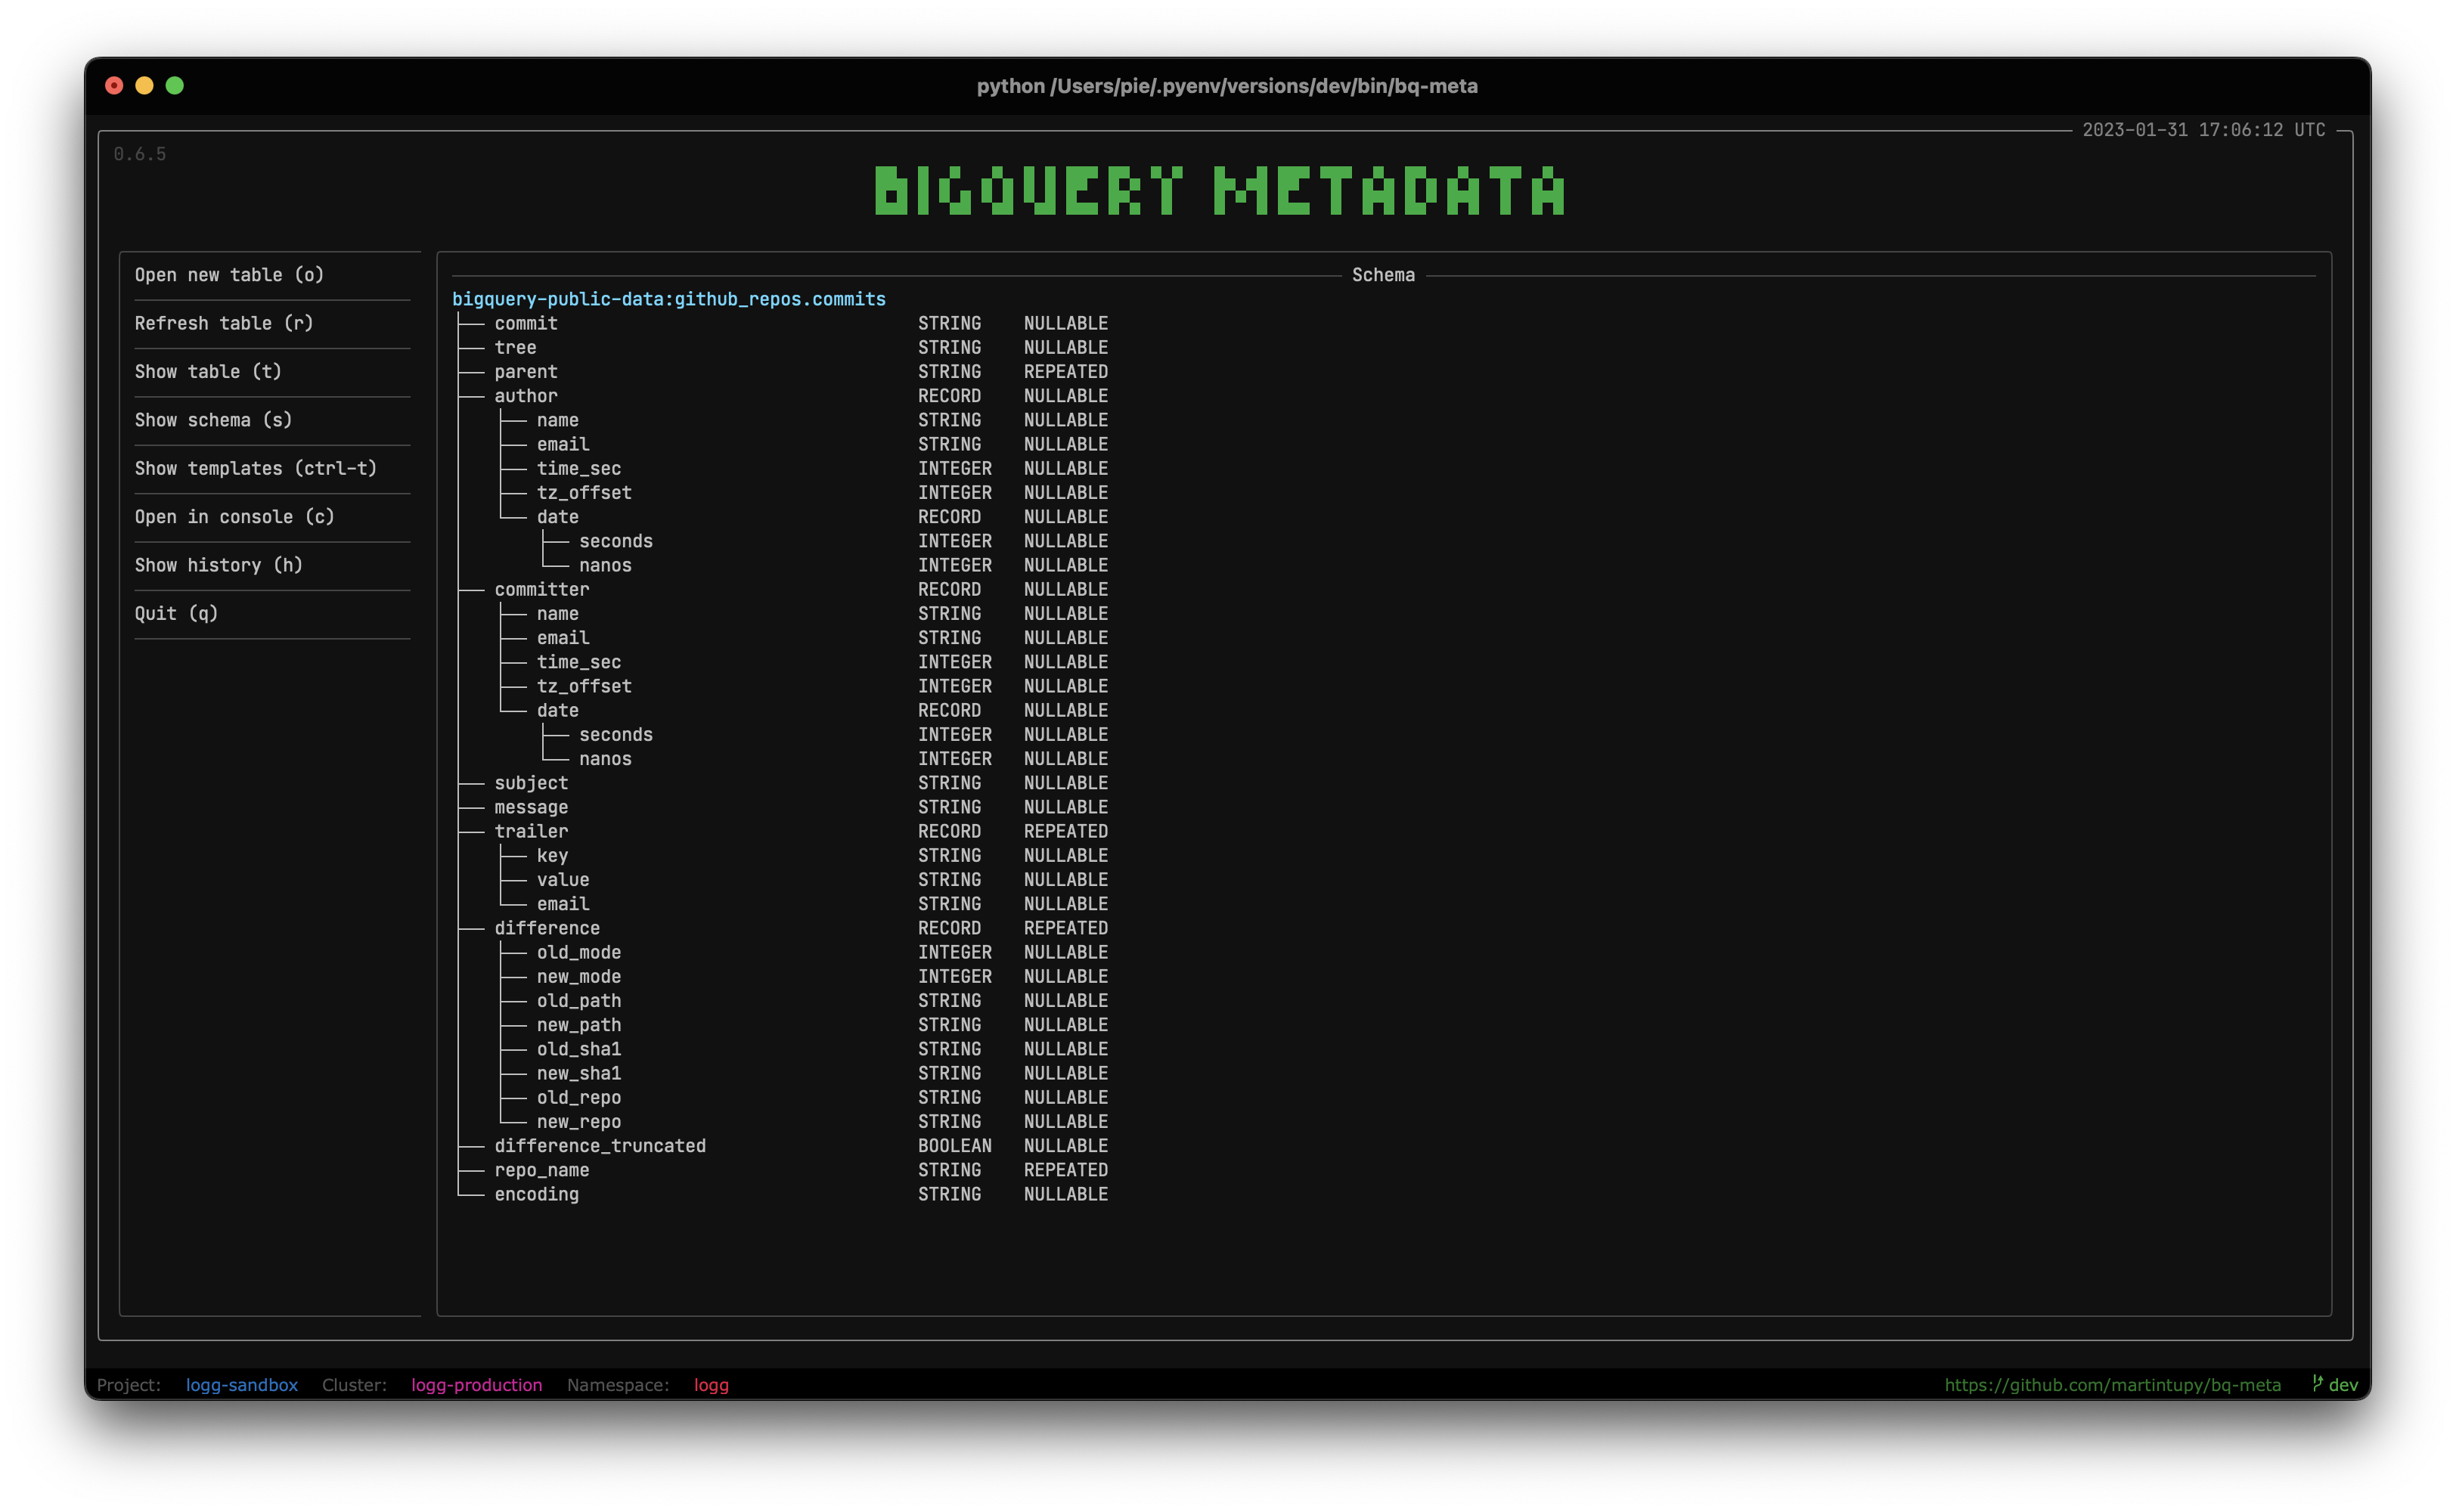 python /Users/pie/.pyenv/versions/dev/bin/bq-meta
2023-01-31 17:06:12 UTC
0.6.5
BIGQUERY METADATA
Open new table (o)
Refresh table (r)
Show table (t)
Show schema (s)
Show templates (ctrl-t)
Open in console (c)
Show history (h)
Quit (q)
Schema
bigquery-public-data:github_repos.commits
commit STRING NULLABLE
tree STRING NULLABLE
parent STRING REPEATED
author RECORD NULLABLE
name STRING NULLABLE
email STRING NULLABLE
time_sec INTEGER NULLABLE
tz_offset INTEGER NULLABLE
date RECORD NULLABLE
seconds INTEGER NULLABLE
nanos INTEGER NULLABLE
committer RECORD NULLABLE
name STRING NULLABLE
email STRING NULLABLE
time_sec INTEGER NULLABLE
tz_offset INTEGER NULLABLE
date RECORD NULLABLE
seconds INTEGER NULLABLE
nanos INTEGER NULLABLE
subject STRING NULLABLE
message STRING NULLABLE
trailer RECORD REPEATED
key STRING NULLABLE
value STRING NULLABLE
email STRING NULLABLE
difference RECORD REPEATED
old_mode INTEGER NULLABLE
new_mode INTEGER NULLABLE
old_path STRING NULLABLE
new_path STRING NULLABLE
old_sha1 STRING NULLABLE
new_sha1 STRING NULLABLE
old_repo STRING NULLABLE
new_repo STRING NULLABLE
difference_truncated BOOLEAN NULLABLE
repo_name STRING REPEATED
encoding STRING NULLABLE
Project: logg-sandbox Cluster: logg-production Namespace: logg https://github.com/martintupy/bq-meta dev